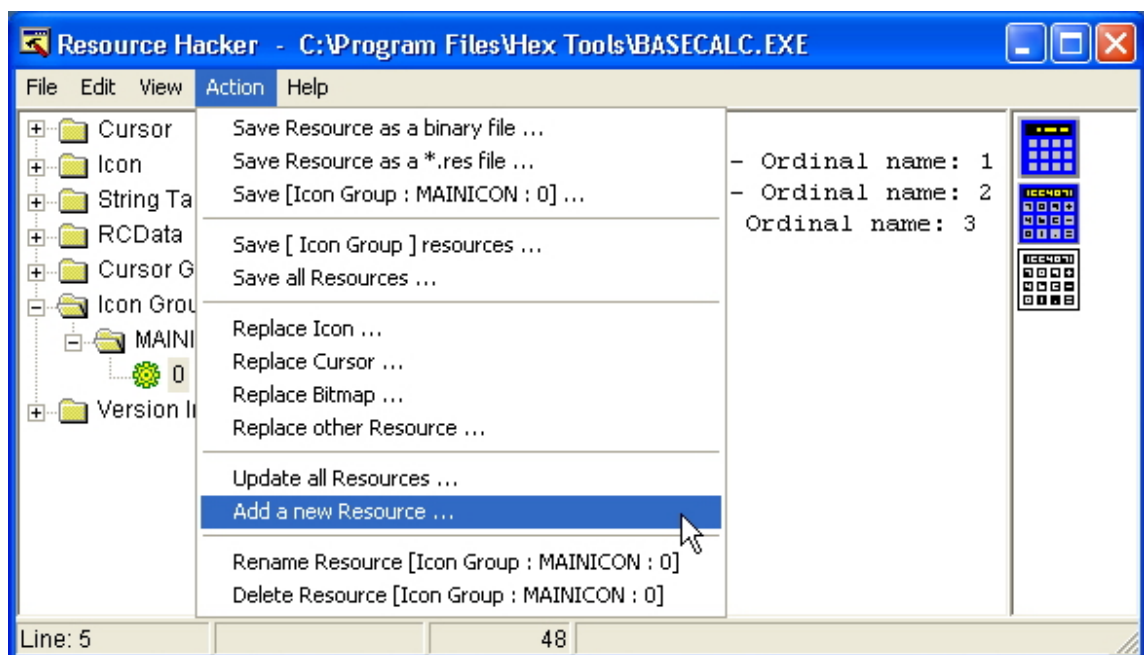 Resource Hacker - C:\Program Files\Hex Tools\BASECALC.EXE
File Edit View Action Help
Cursor
Icon
String Ta
RCData
Cursor G
Icon Grou
MAINI
0
Version I
Save Resource as a binary file ...
Save Resource as a *.res file ...
Save [Icon Group : MAINICON : 0] ...
Save [ Icon Group ] resources ...
Save all Resources ...
Replace Icon ...
Replace Cursor ...
Replace Bitmap ...
Replace other Resource ...
Update all Resources ...
Add a new Resource ...
Rename Resource [Icon Group : MAINICON : 0]
Delete Resource [Icon Group : MAINICON : 0]
- Ordinal name: 1
- Ordinal name: 2
Ordinal name: 3
Line: 5
48